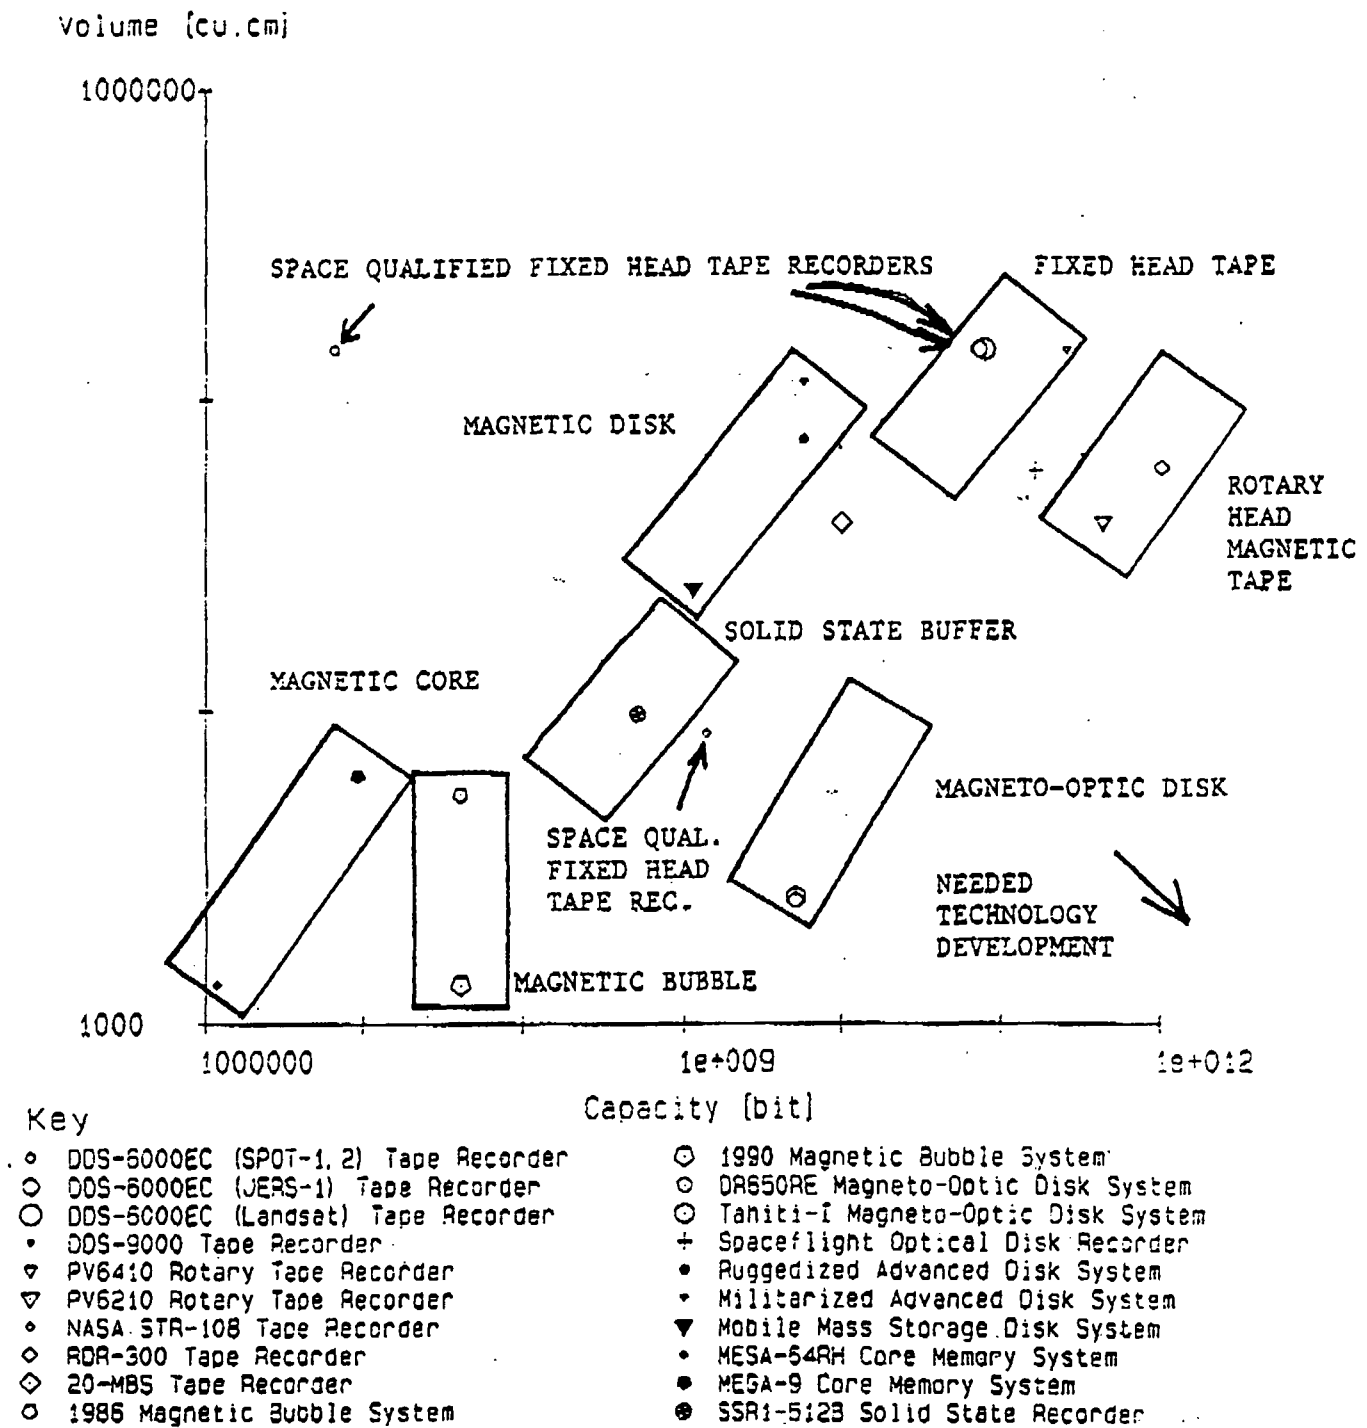 Volume [cu.cm]
1000000
SPACE QUALIFIED FIXED HEAD TAPE RECORDERS
FIXED HEAD TAPE
MAGNETIC DISK
ROTARY
HEAD
MAGNETIC
TAPE
SOLID STATE BUFFER
MAGNETIC CORE
MAGNETO-OPTIC DISK
SPACE QUAL.
FIXED HEAD
TAPE REC.
NEEDED
TECHNOLOGY
DEVELOPMENT
MAGNETIC BUBBLE
1000
1000000 1e+009 1e+012
Capacity [bit]
Key
DDS-6000EC (SPOT-1,2) Tape Recorder
DDS-6000EC (JERS-1) Tape Recorder
DDS-6000EC (Landsat) Tape Recorder
DDS-9000 Tape Recorder
PV6410 Rotary Tape Recorder
PV6210 Rotary Tape Recorder
NASA STR-108 Tape Recorder
RDR-300 Tape Recorder
20-MBS Tape Recorder
1986 Magnetic Bubble System
1990 Magnetic Bubble System
DR650RE Magneto-Optic Disk System
Tahiti-I Magneto-Optic Disk System
Spaceflight Optical Disk Recorder
Ruggedized Advanced Disk System
Militarized Advanced Disk System
Mobile Mass Storage Disk System
MESA-64RH Core Memory System
MEGA-9 Core Memory System
SSR1-512B Solid State Recorder